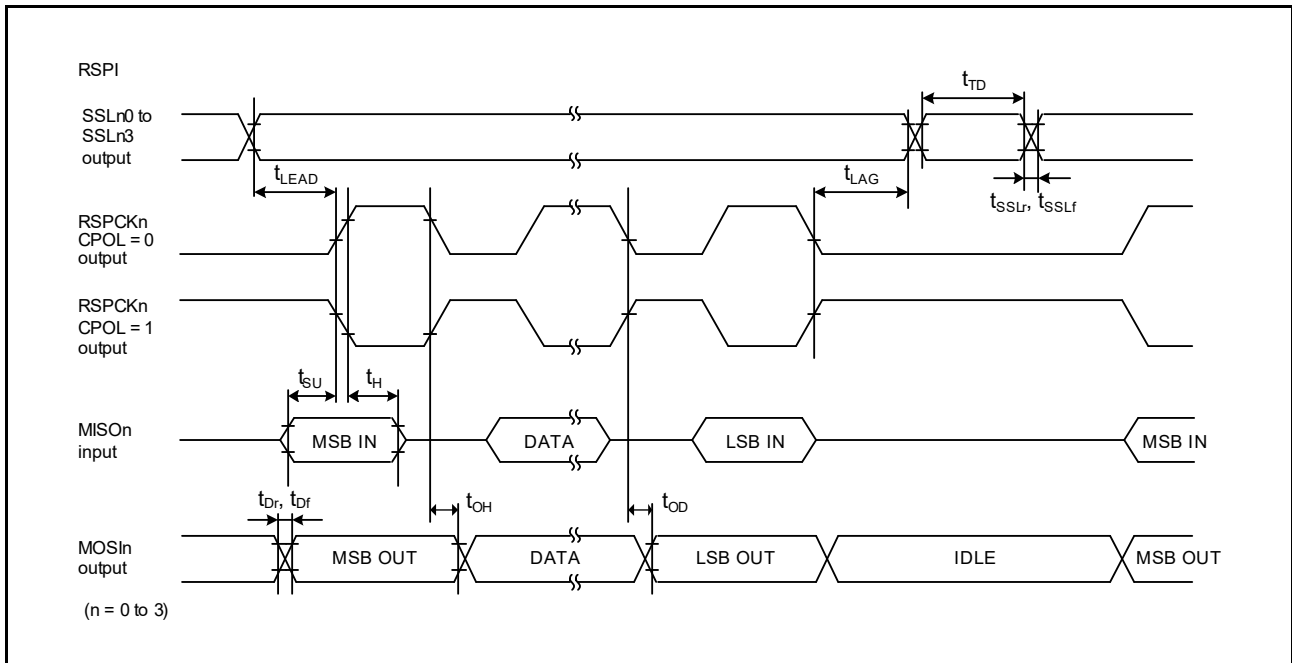 RSPI
SSLn0 to
SSLn3
output
tTD
tLEAD
tLAG
tSSLr, tSSLf
RSPCKn
CPOL = 0
output
RSPCKn
CPOL = 1
output
tSU
tH
MISOn
input
MSB IN
DATA
LSB IN
MSB IN
tDr, tDf
tOH
tOD
MOSIn
output
MSB OUT
DATA
LSB OUT
IDLE
MSB OUT
(n = 0 to 3)